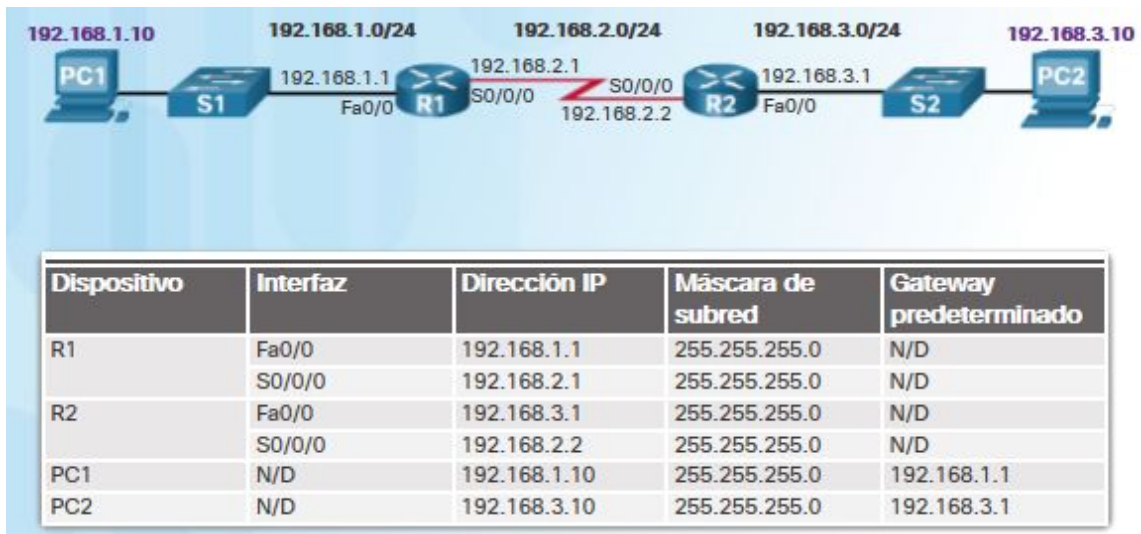 192.168.1.10 192.168.1.0/24 192.168.2.0/24 192.168.3.0/24 192.168.3.10
PC1 S1 192.168.1.1 Fa0/0 R1 192.168.2.1 S0/0/0 S0/0/0 192.168.2.2 R2 192.168.3.1 Fa0/0 S2 PC2
Dispositivo Interfaz Dirección IP Máscara de subred Gateway predeterminado
R1 Fa0/0 192.168.1.1 255.255.255.0 N/D
S0/0/0 192.168.2.1 255.255.255.0 N/D
R2 Fa0/0 192.168.3.1 255.255.255.0 N/D
S0/0/0 192.168.2.2 255.255.255.0 N/D
PC1 N/D 192.168.1.10 255.255.255.0 192.168.1.1
PC2 N/D 192.168.3.10 255.255.255.0 192.168.3.1